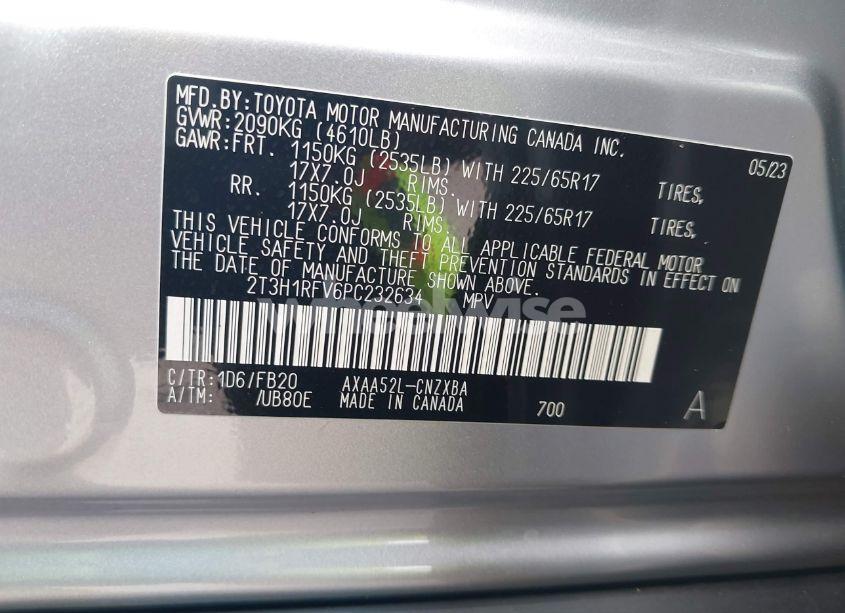 MFD.BY:TOYOTA MOTOR MANUFACTURING CANADA INC.
05/23
GVWR:2090KG (4610LB)
GAWR:FRT. 1150KG (2535LB) WITH 225/65R17 TIRES,
17X7.0J RIMS.
RR. 1150KG (2535LB) WITH 225/65R17 TIRES,
17X7.0J RIMS.
THIS VEHICLE CONFORMS TO ALL APPLICABLE FEDERAL MOTOR
VEHICLE SAFETY AND THEFT PREVENTION STANDARDS IN EFFECT ON
THE DATE OF MANUFACTURE SHOWN ABOVE.
2T3H1RFV6PC232634 MPV
wheelwise
C/TR:1D6/FB20 AXAA52L-CNZXBA
A/TM: /UB80E MADE IN CANADA 700 A